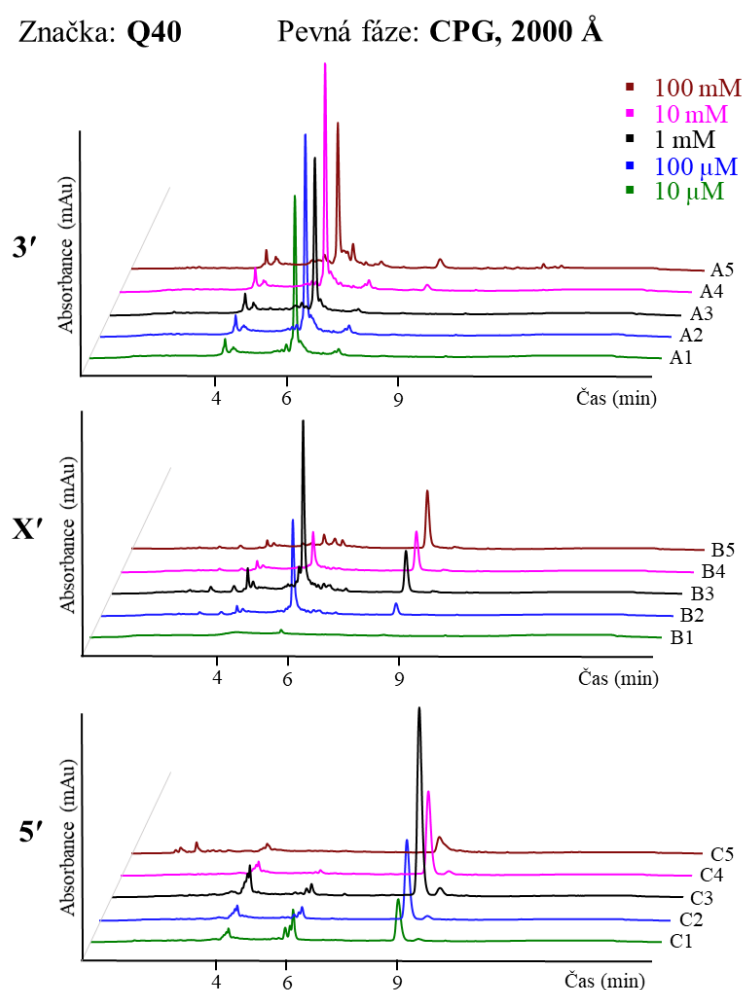 Značka: Q40 Pevná fáze: CPG, 2000 Å
100 mM
10 mM
1 mM
100 µM
10 µM
3′
Absorbance (mAu)
A5
A4
A3
A2
A1
4 6 9 Čas (min)
X′
Absorbance (mAu)
B5
B4
B3
B2
B1
4 6 9 Čas (min)
5′
Absorbance (mAu)
C5
C4
C3
C2
C1
4 6 9 Čas (min)